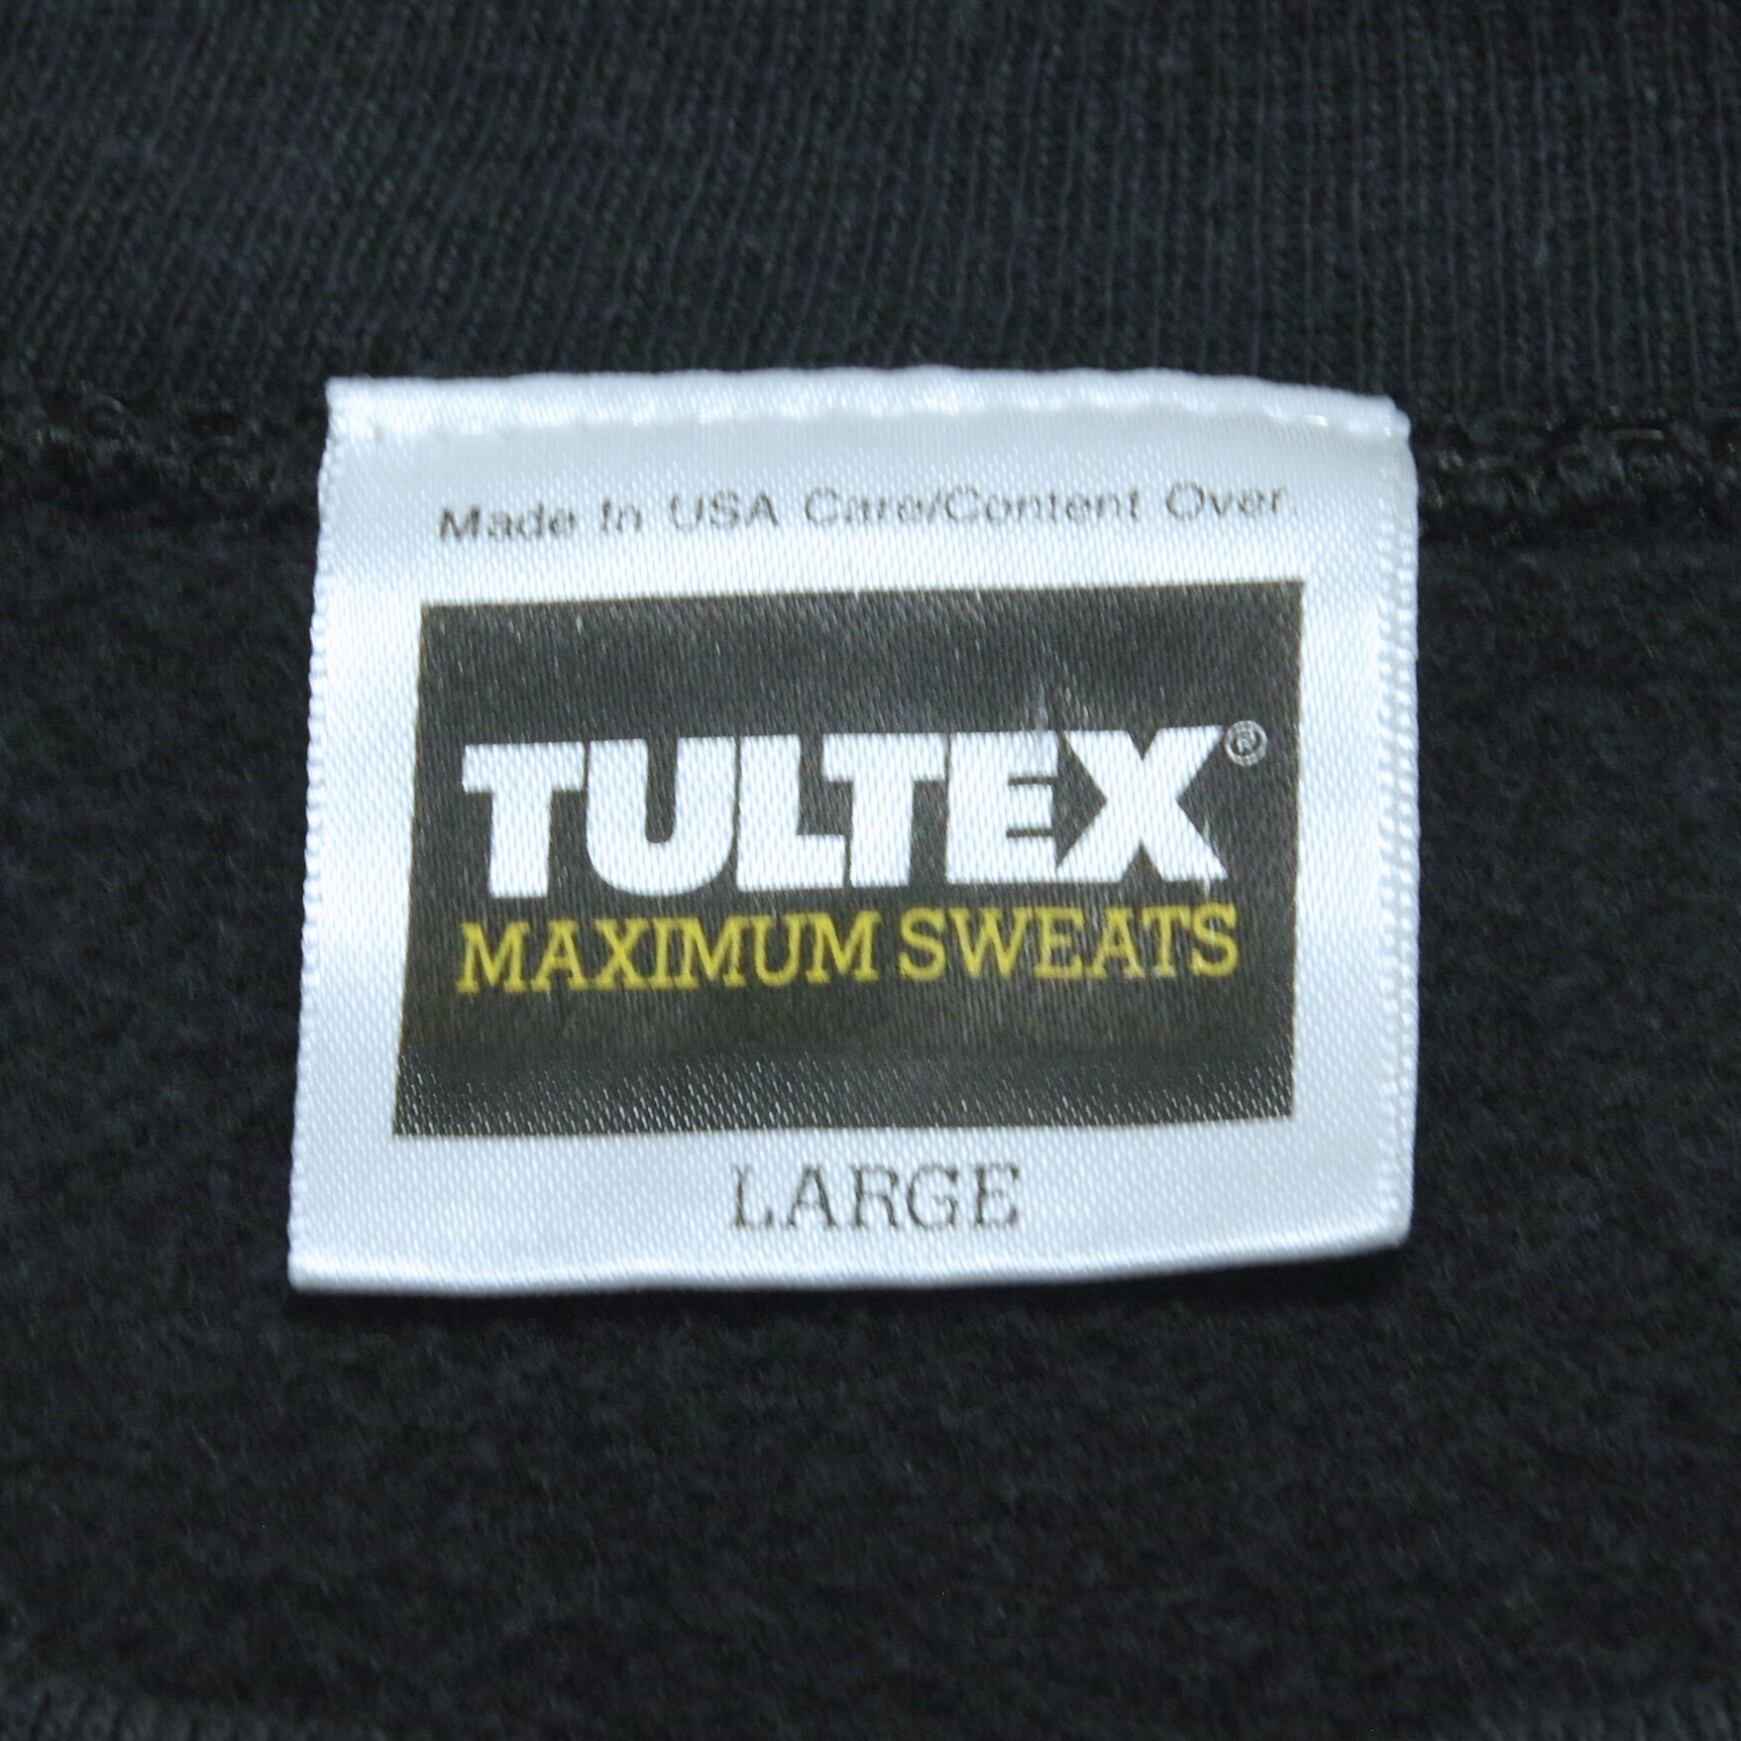 Made In USA Care/Content Over
TULTEX®
MAXIMUM SWEATS
LARGE